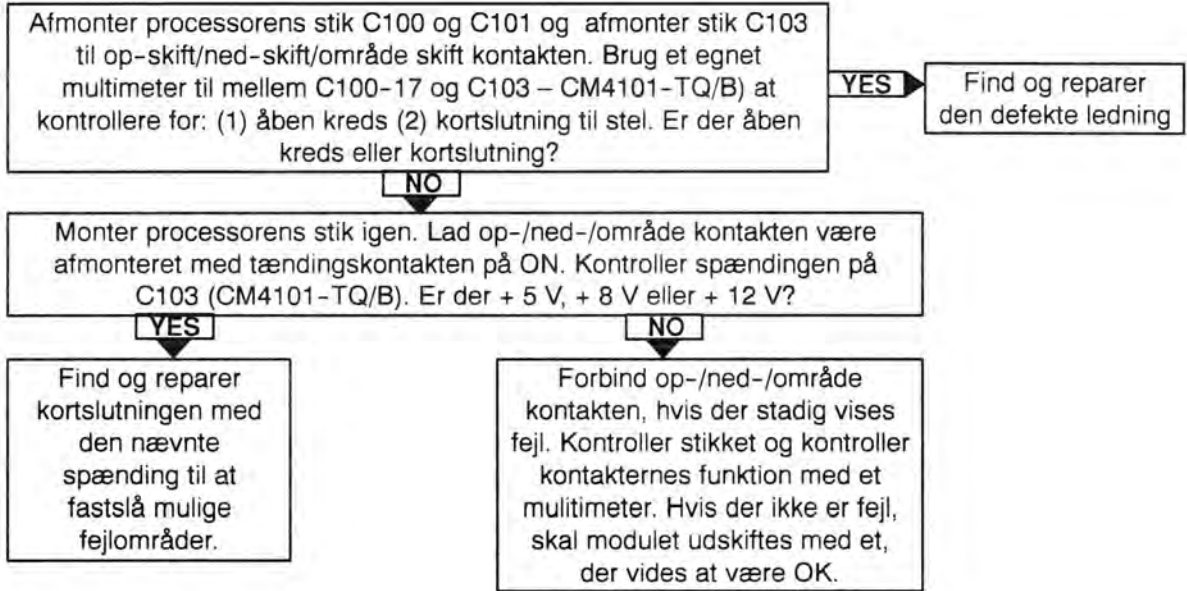 Afmonter processorens stik C100 og C101 og afmonter stik C103
til op-skift/ned-skift/område skift kontakten. Brug et egnet
multimeter til mellem C100-17 og C103 – CM4101-TQ/B) at
kontrollere for: (1) åben kreds (2) kortslutning til stel. Er der åben
kreds eller kortslutning?
YES
Find og reparer
den defekte ledning
NO
Monter processorens stik igen. Lad op-/ned-/område kontakten være
afmonteret med tændingskontakten på ON. Kontroller spændingen på
C103 (CM4101-TQ/B). Er der + 5 V, + 8 V eller + 12 V?
YES
Find og reparer
kortslutningen med
den nævnte
spænding til at
fastslå mulige
fejlområder.
NO
Forbind op-/ned-/område
kontakten, hvis der stadig vises
fejl. Kontroller stikket og kontroller
kontakternes funktion med et
mulitimeter. Hvis der ikke er fejl,
skal modulet udskiftes med et,
der vides at være OK.